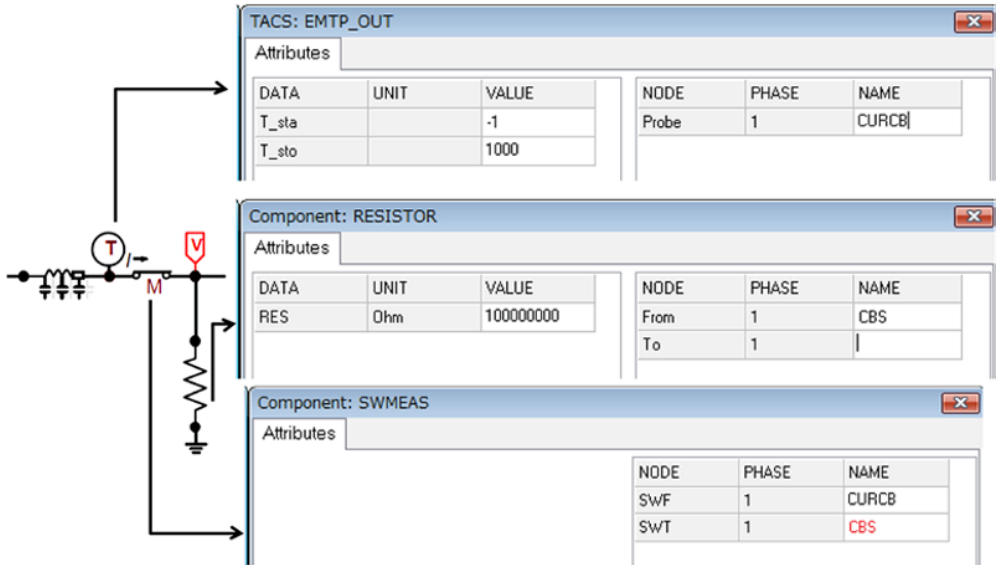 TACS: EMTP_OUT
Attributes
DATA UNIT VALUE
T_sta -1
T_sto 1000
NODE PHASE NAME
Probe 1 CURCB
T
I
V
M
Component: RESISTOR
Attributes
DATA UNIT VALUE
RES Ohm 100000000
NODE PHASE NAME
From 1 CBS
To 1
Component: SWMEAS
Attributes
NODE PHASE NAME
SWF 1 CURCB
SWT 1 CBS